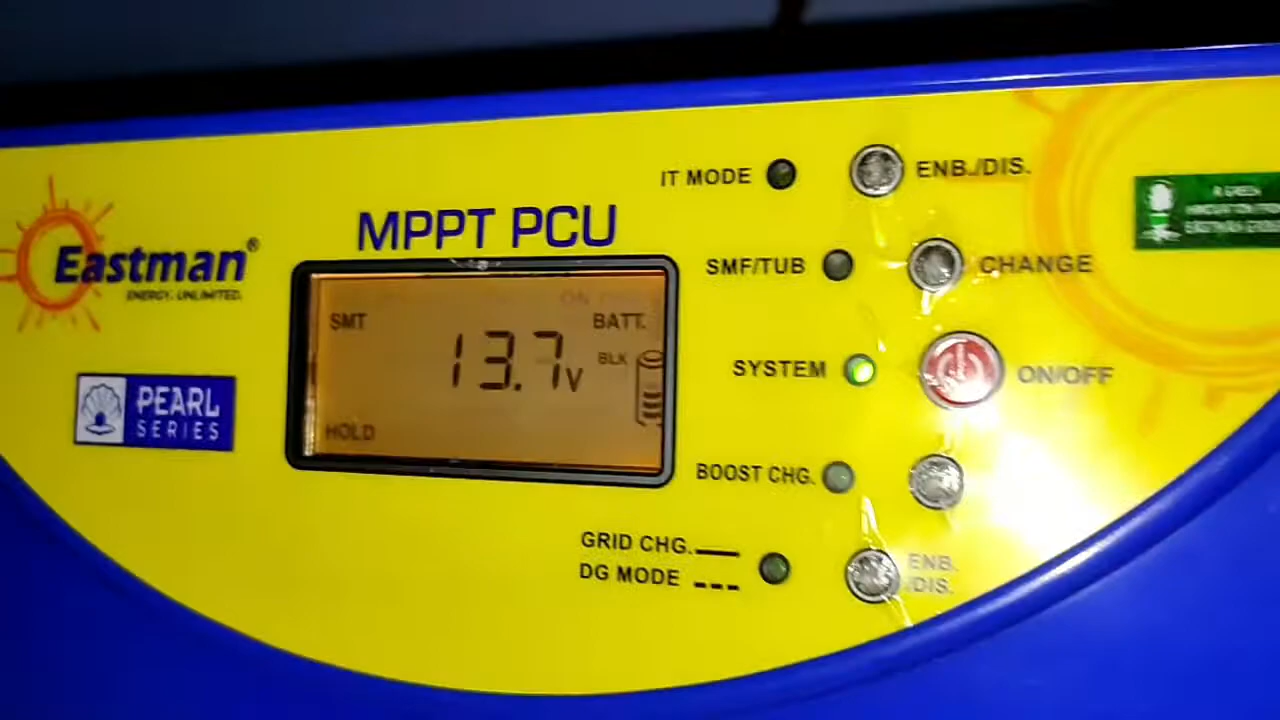 IT MODE
ENB./DIS.
MPPT PCU
Eastman®
ENERGY. UNLIMITED.
SMF/TUB
CHANGE
SMT
BATT.
13.7v
BLK
HOLD
SYSTEM
ON/OFF
PEARL
SERIES
BOOST CHG.
GRID CHG.
DG MODE
ENB.
/DIS.
A GREEN